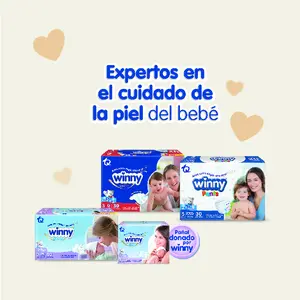 Expertos en
el cuidado de
la piel del bebé
winny
winny
Pants
winny
winny
Pañal
donado
por
winny